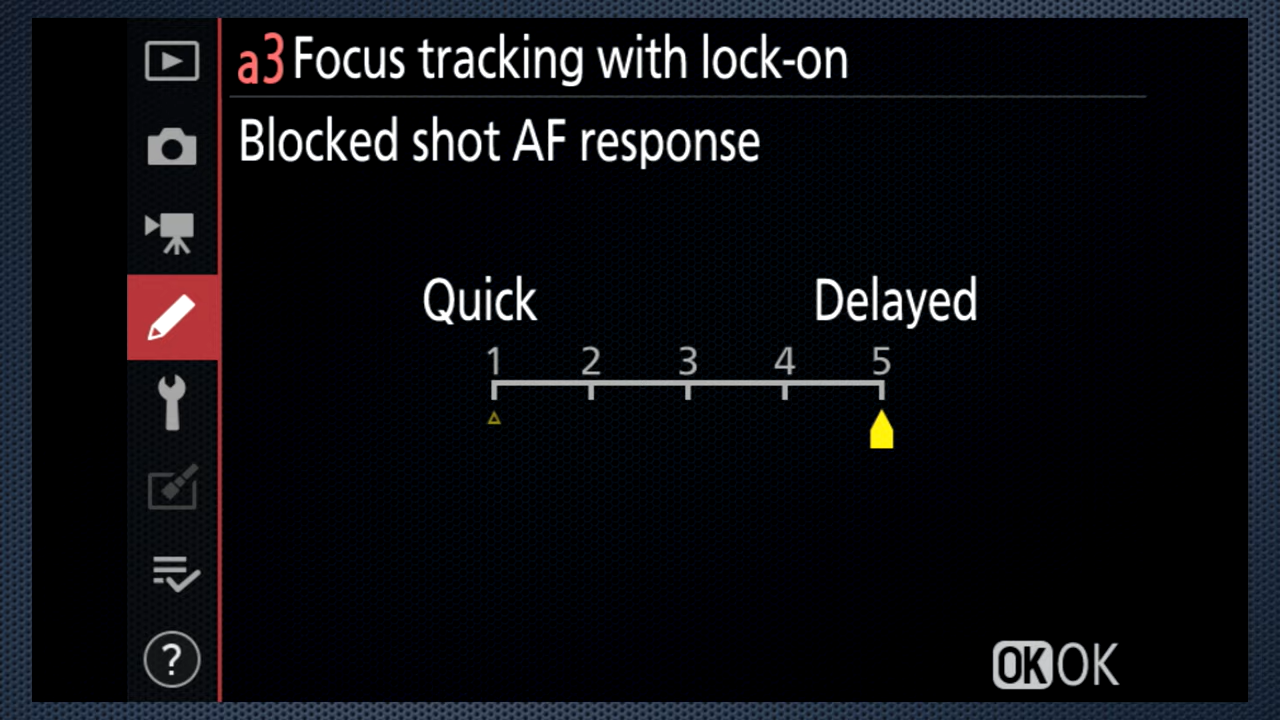 a3 Focus tracking with lock-on
Blocked shot AF response
Quick Delayed
1 2 3 4 5
?
OK OK